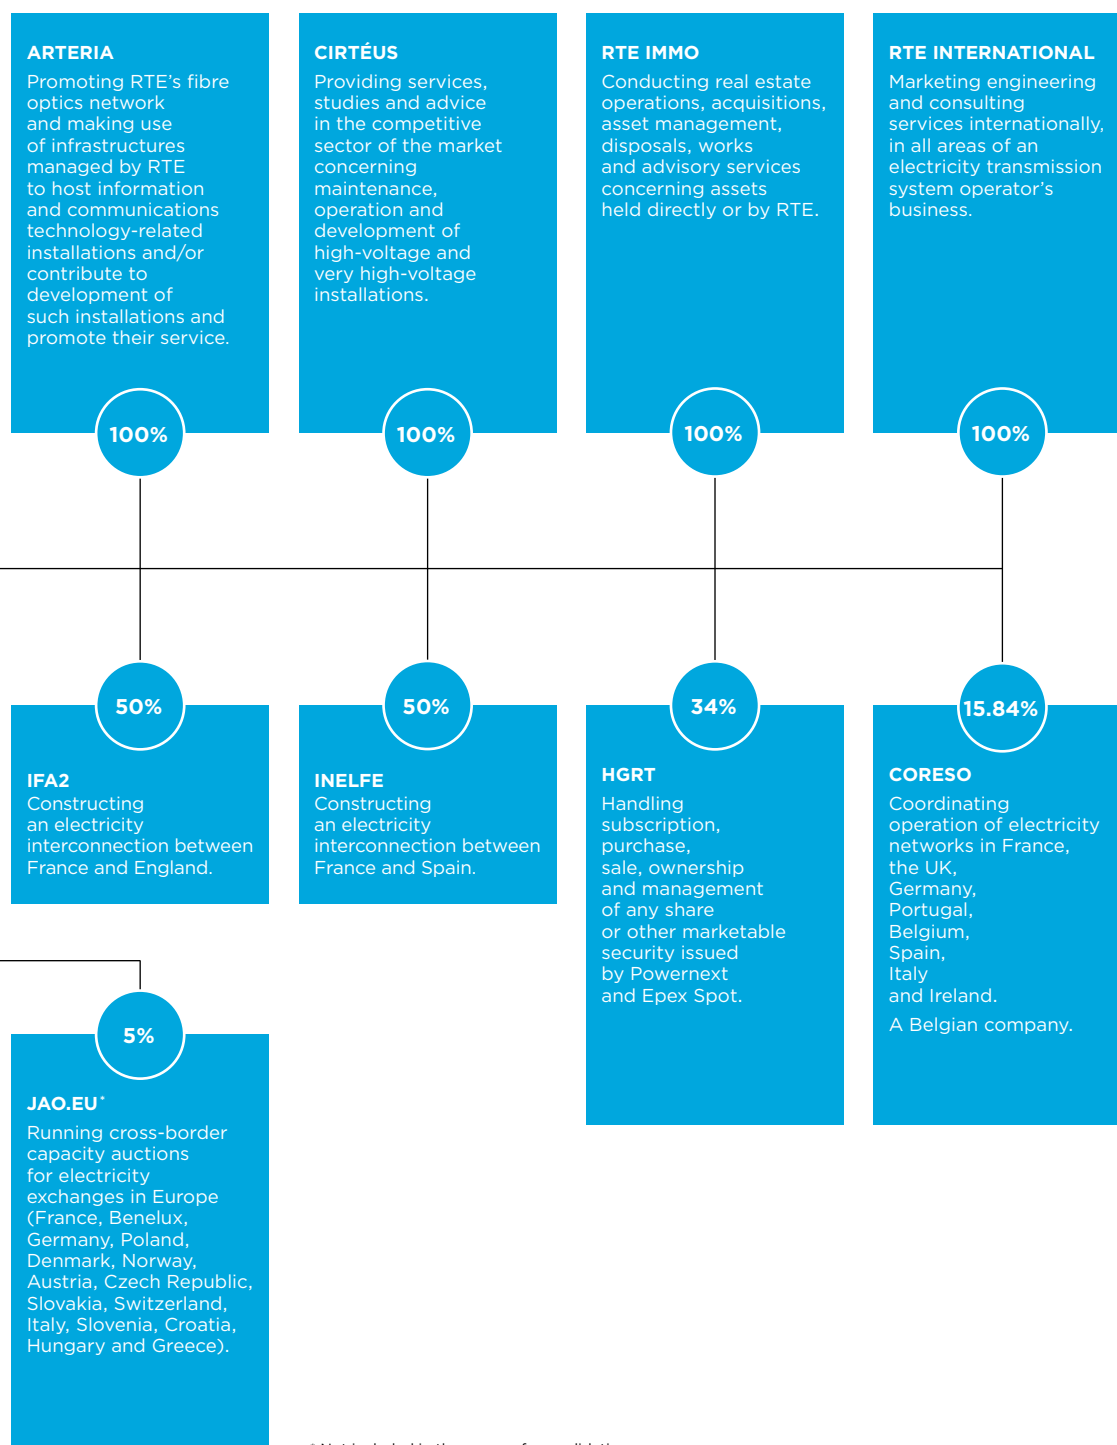 ARTERIA
Promoting RTE's fibre
optics network
and making use
of infrastructures
managed by RTE
to host information
and communications
technology-related
installations and/or
contribute to
development of
such installations and
promote their service.
100%
CIRTÉUS
Providing services,
studies and advice
in the competitive
sector of the market
concerning
maintenance,
operation and
development of
high-voltage and
very high-voltage
installations.
100%
RTE IMMO
Conducting real estate
operations, acquisitions,
asset management,
disposals, works
and advisory services
concerning assets
held directly or by RTE.
100%
RTE INTERNATIONAL
Marketing engineering
and consulting
services internationally,
in all areas of an
electricity transmission
system operator's
business.
100%
50%
IFA2
Constructing
an electricity
interconnection between
France and England.
50%
INELFE
Constructing
an electricity
interconnection between
France and Spain.
34%
HGRT
Handling
subscription,
purchase,
sale, ownership
and management
of any share
or other marketable
security issued
by Powernext
and Epex Spot.
15.84%
CORESO
Coordinating
operation of electricity
networks in France,
the UK,
Germany,
Portugal,
Belgium,
Spain,
Italy
and Ireland.
A Belgian company.
5%
JAO.EU*
Running cross-border
capacity auctions
for electricity
exchanges in Europe
(France, Benelux,
Germany, Poland,
Denmark, Norway,
Austria, Czech Republic,
Slovakia, Switzerland,
Italy, Slovenia, Croatia,
Hungary and Greece).